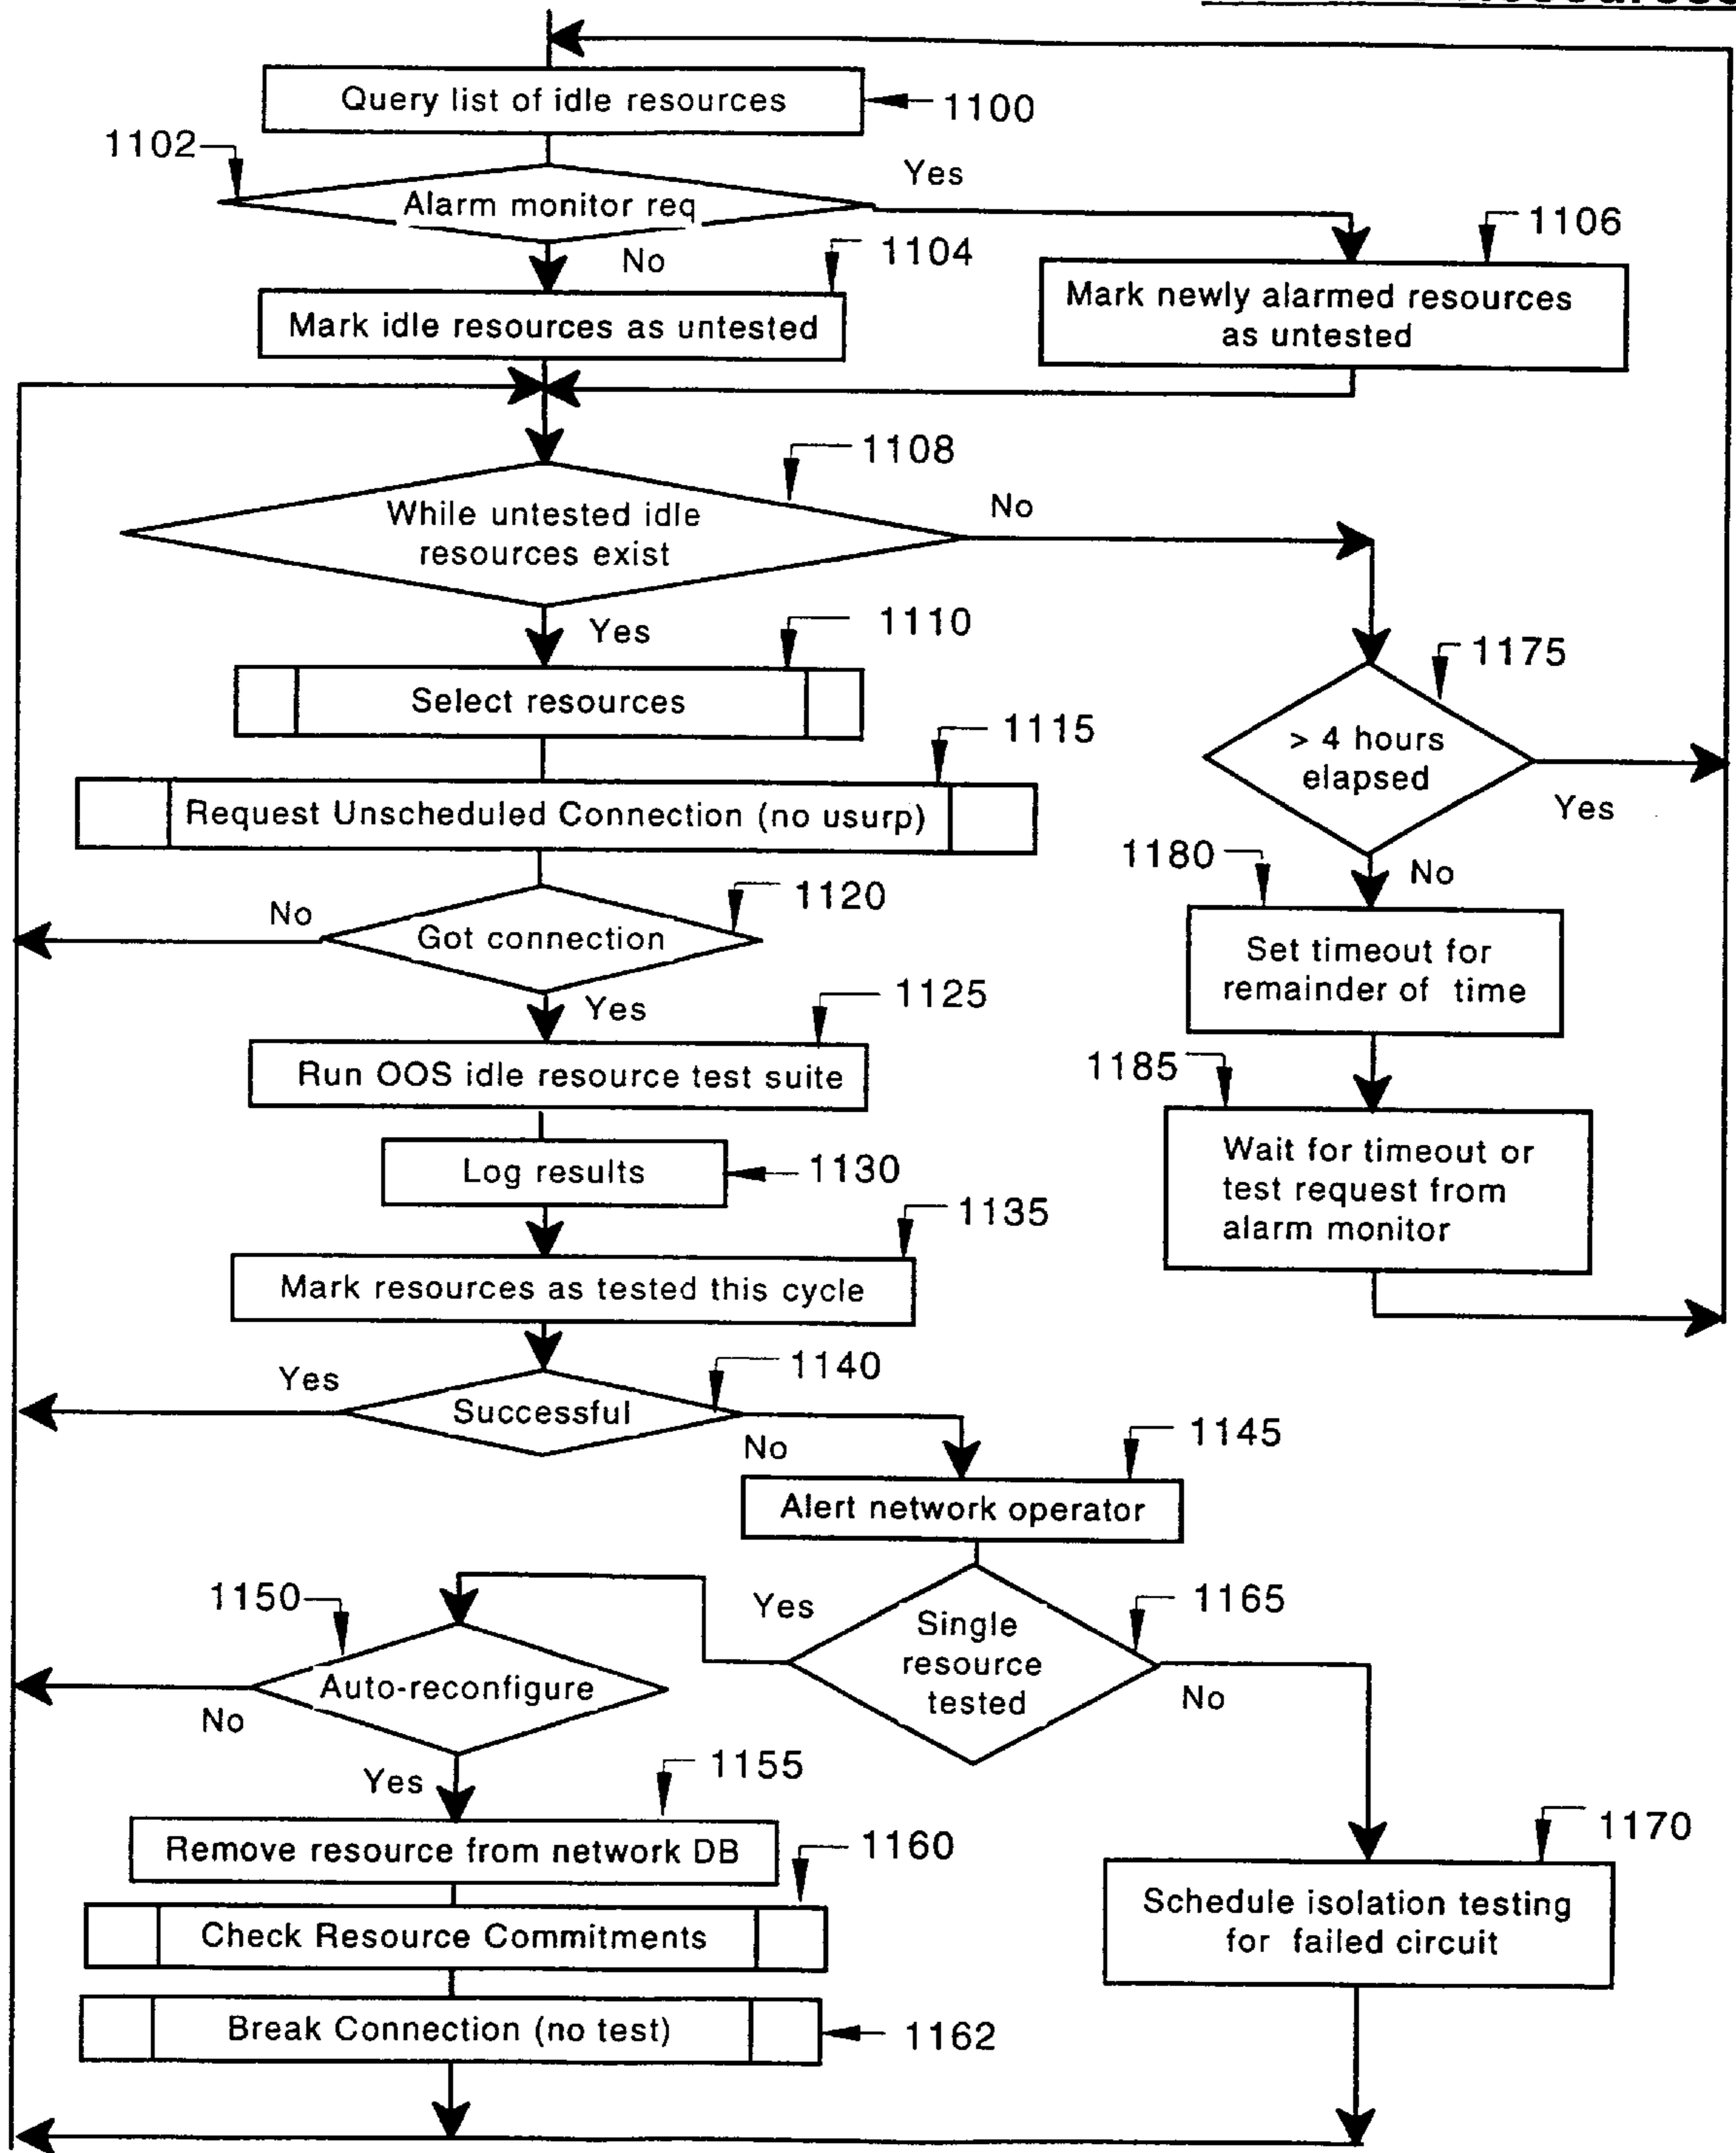 Query list of idle resources
1100
1102
Alarm monitor req
Yes
No
1104
1106
Mark idle resources as untested
Mark newly alarmed resources
as untested
1108
While untested idle
resources exist
No
Yes
1110
Select resources
1115
Request Unscheduled Connection (no usurp)
1175
> 4 hours
elapsed
Yes
No
1120
Got connection
No
Yes
1180
Set timeout for
remainder of time
1125
Run OOS idle resource test suite
1185
Wait for timeout or
test request from
alarm monitor
Log results
1130
1135
Mark resources as tested this cycle
1140
Successful
Yes
No
1145
Alert network operator
1150
Auto-reconfigure
No
Yes
1165
Single
resource
tested
Yes
No
1155
Remove resource from network DB
1160
Check Resource Commitments
1170
Schedule isolation testing
for failed circuit
Break Connection (no test)
1162